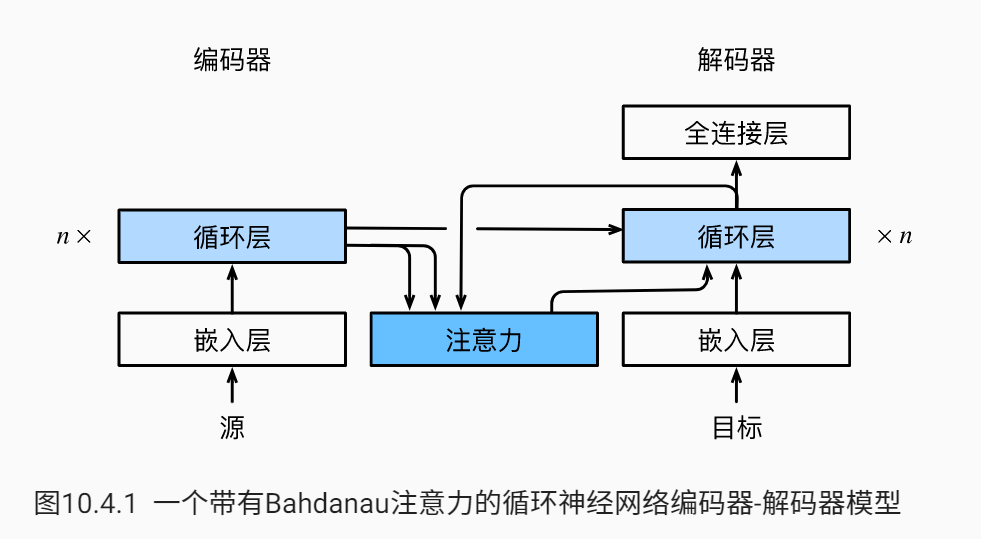 编码器
解码器
全连接层
n ×
循环层
循环层
× n
嵌入层
注意力
嵌入层
源
目标
图10.4.1 一个带有Bahdanau注意力的循环神经网络编码器-解码器模型